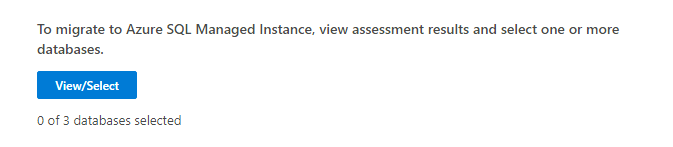 To migrate to Azure SQL Managed Instance, view assessment results and select one or more
databases.
View/Select
0 of 3 databases selected